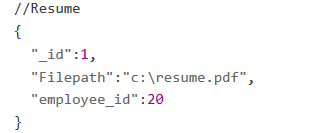 //Resume
{
"_id":1,
"Filepath":"c:\resume.pdf",
"employee_id":20
}